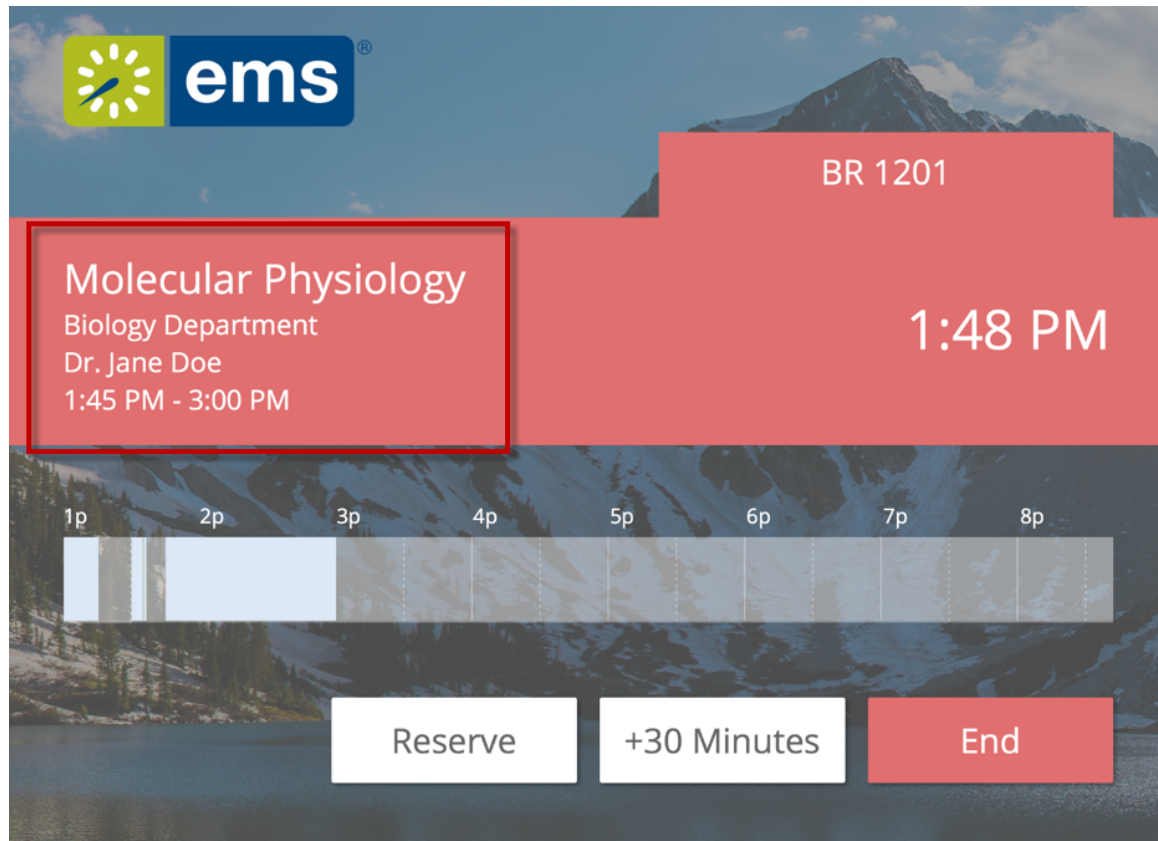 ems®
BR 1201
Molecular Physiology
Biology Department
Dr. Jane Doe
1:45 PM - 3:00 PM
1:48 PM
1p 2p 3p 4p 5p 6p 7p 8p
Reserve +30 Minutes End